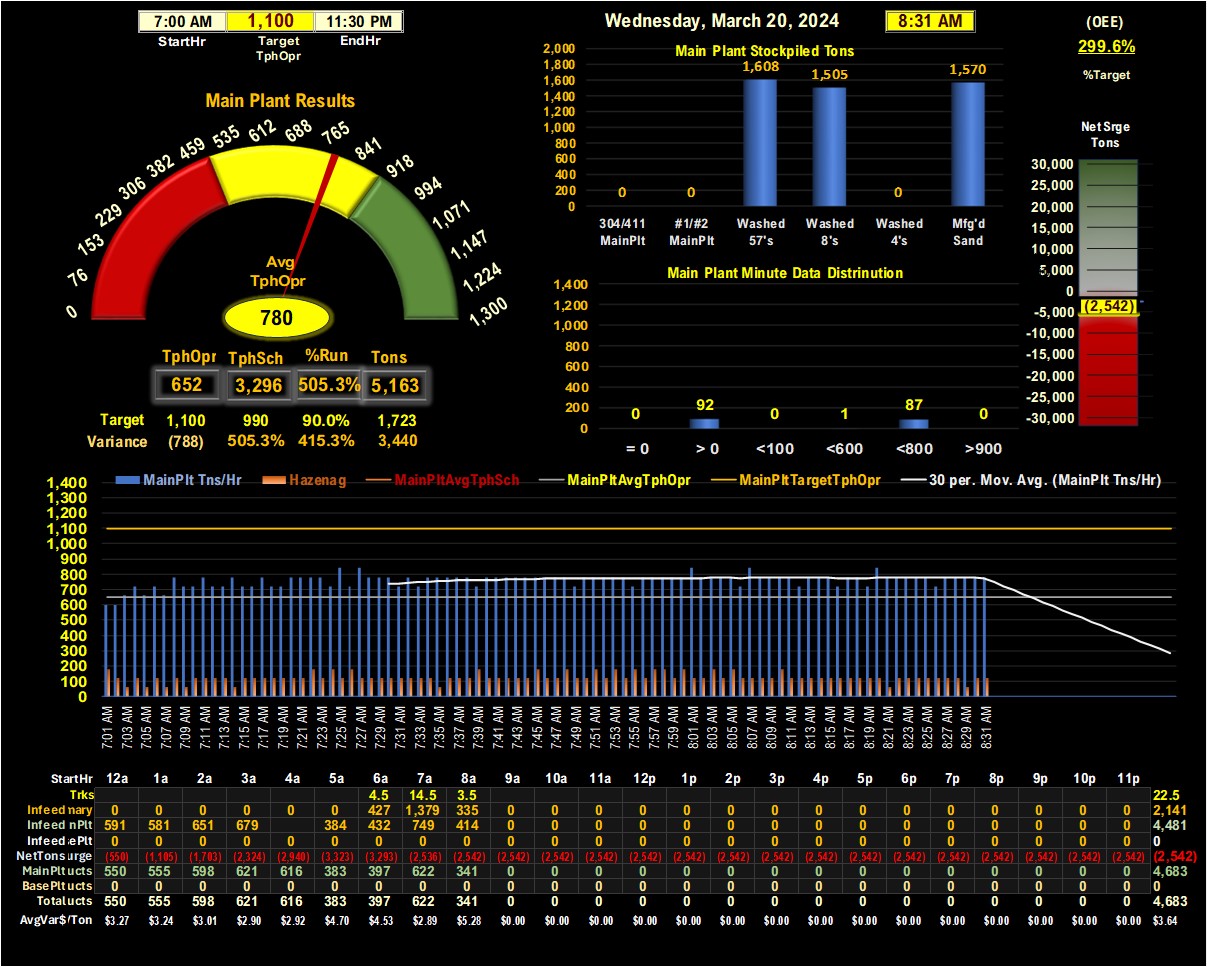 7:00 AM 1,100 11:30 PM
StartHr Target TphOpr EndHr
Wednesday, March 20, 2024 8:31 AM
(OEE)
299.6%
%Target
Main Plant Results
0 76 153 229 306 382 459 535 612 688 765 841 918 994 1,071 1,147 1,224 1,300
Avg
TphOpr
780
TphOpr TphSch %Run Tons
652 3,296 505.3% 5,163
Target 1,100 990 90.0% 1,723
Variance (788) 505.3% 415.3% 3,440
Main Plant Stockpiled Tons
2,000
1,800
1,600
1,400
1,200
1,000
800
600
400
200
0
0 0 1,608 1,505 0 1,570
304/411 #1/#2 Washed Washed Washed Mfg'd
MainPlt MainPlt 57's 8's 4's Sand
Main Plant Minute Data Distrinution
1,400
1,200
1,000
800
600
400
200
0
0 92 0 1 87 0
= 0 > 0 <100 <600 <800 >900
Net Srge
Tons
30,000
25,000
20,000
15,000
10,000
5,000
0
(2,542)
-5,000
-10,000
-15,000
-20,000
-25,000
-30,000
MainPlt Tns/Hr Hazenag MainPltAvgTphSch MainPltAvgTphOpr MainPltTargetTphOpr 30 per. Mov. Avg. (MainPlt Tns/Hr)
1,400
1,300
1,200
1,100
1,000
900
800
700
600
500
400
300
200
100
0
7:01 AM 7:03 AM 7:05 AM 7:07 AM 7:09 AM 7:11 AM 7:13 AM 7:15 AM 7:17 AM 7:19 AM 7:21 AM 7:23 AM 7:25 AM 7:27 AM 7:29 AM 7:31 AM 7:33 AM 7:35 AM 7:37 AM 7:39 AM 7:41 AM 7:43 AM 7:45 AM 7:47 AM 7:49 AM 7:51 AM 7:53 AM 7:55 AM 7:57 AM 7:59 AM 8:01 AM 8:03 AM 8:05 AM 8:07 AM 8:09 AM 8:11 AM 8:13 AM 8:15 AM 8:17 AM 8:19 AM 8:21 AM 8:23 AM 8:25 AM 8:27 AM 8:29 AM 8:31 AM
StartHr 12a 1a 2a 3a 4a 5a 6a 7a 8a 9a 10a 11a 12p 1p 2p 3p 4p 5p 6p 7p 8p 9p 10p 11p
Trks 4.5 14.5 3.5 22.5
Infeed nary 0 0 0 0 0 0 427 1,379 335 0 0 0 0 0 0 0 0 0 0 0 0 0 0 0 2,141
Infeed nPlt 591 581 651 679 384 432 749 414 0 0 0 0 0 0 0 0 0 0 0 0 0 0 0 4,481
Infeed ePlt 0 0 0 0 0 0 0 0 0 0 0 0 0 0 0 0 0 0 0 0 0 0 0 0 0
NetTons urge (550) (1,105) (1,703) (2,324) (2,940) (3,323) (3,293) (2,536) (2,542) (2,542) (2,542) (2,542) (2,542) (2,542) (2,542) (2,542) (2,542) (2,542) (2,542) (2,542) (2,542) (2,542) (2,542) (2,542) (2,542)
MainPlt ucts 550 555 598 621 616 383 397 622 341 0 0 0 0 0 0 0 0 0 0 0 0 0 0 0 4,683
BasePlt ucts 0 0 0 0 0 0 0 0 0 0 0 0 0 0 0 0 0 0 0 0 0 0 0 0 0
Total ucts 550 555 598 621 616 383 397 622 341 0 0 0 0 0 0 0 0 0 0 0 0 0 0 0 4,683
AvgVar$/Ton $3.27 $3.24 $3.01 $2.90 $2.92 $4.70 $4.53 $2.89 $5.28 $0.00 $0.00 $0.00 $0.00 $0.00 $0.00 $0.00 $0.00 $0.00 $0.00 $0.00 $0.00 $0.00 $0.00 $0.00 $3.64